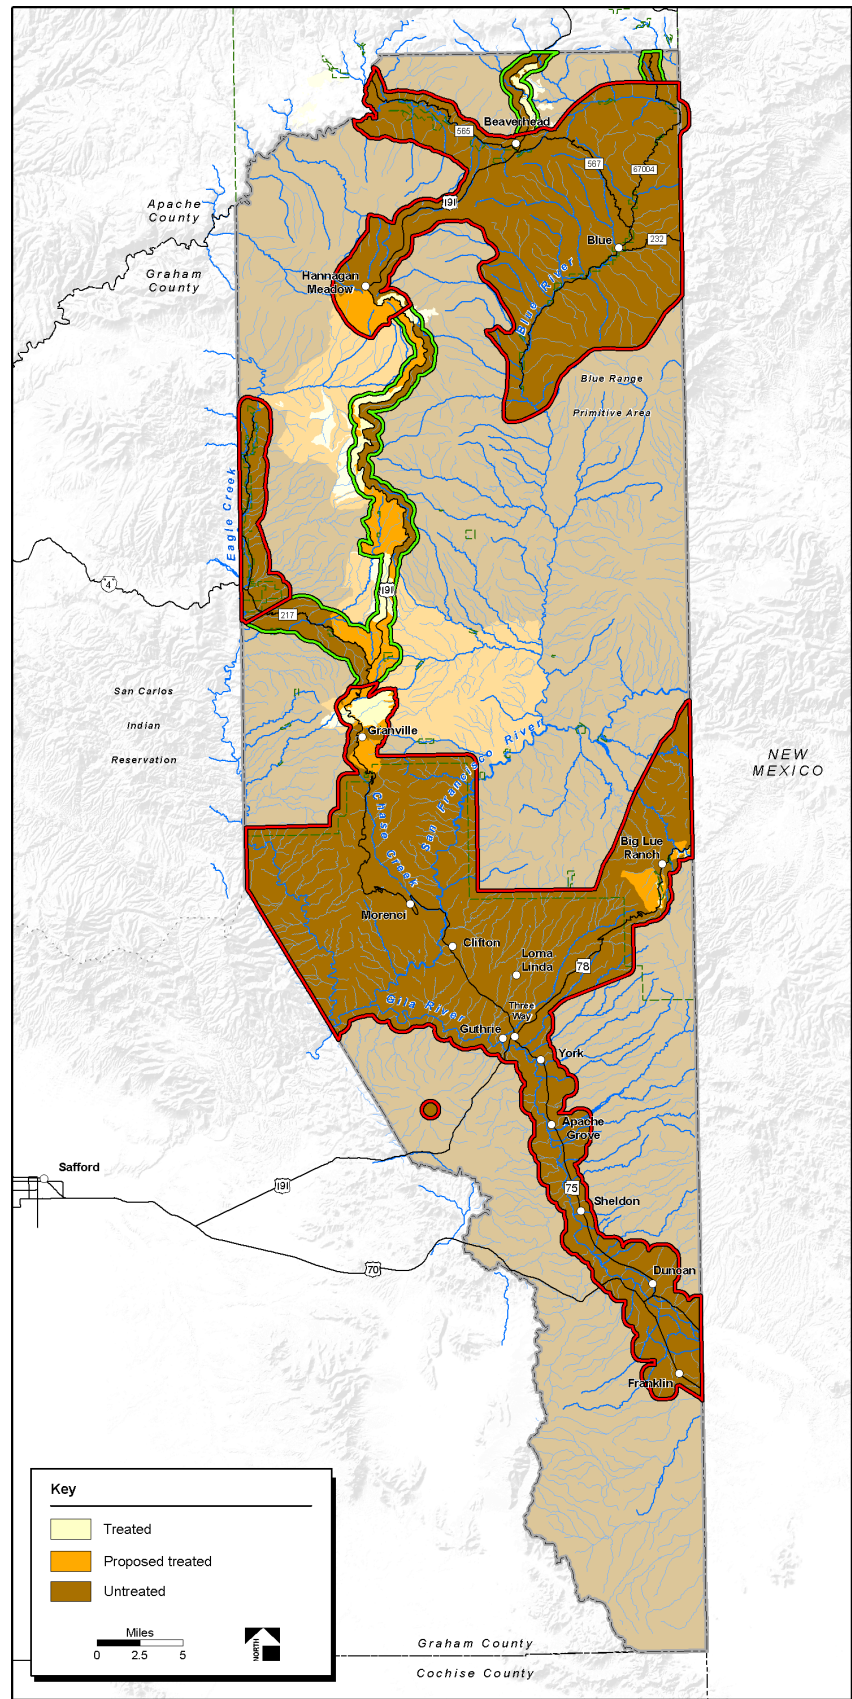 Beaverhead
565
567
67004
Apache
County
191
Blue
232
Graham
County
Hannagan
Meadow
Blue River
Blue Range
Primitive Area
Eagle Creek
4
191
217
San Carlos
Indian
Reservation
Granville
San Francisco River
NEW
MEXICO
Chase Creek
Big Lue
Ranch
Morenci
Clifton
Loma
Linda
78
Gila River
Three
Way
Guthrie
York
Apache
Grove
Safford
191
75
Sheldon
70
Duncan
Franklin
Key
Treated
Proposed treated
Untreated
Miles
0 2.5 5
NORTH
Graham County
Cochise County